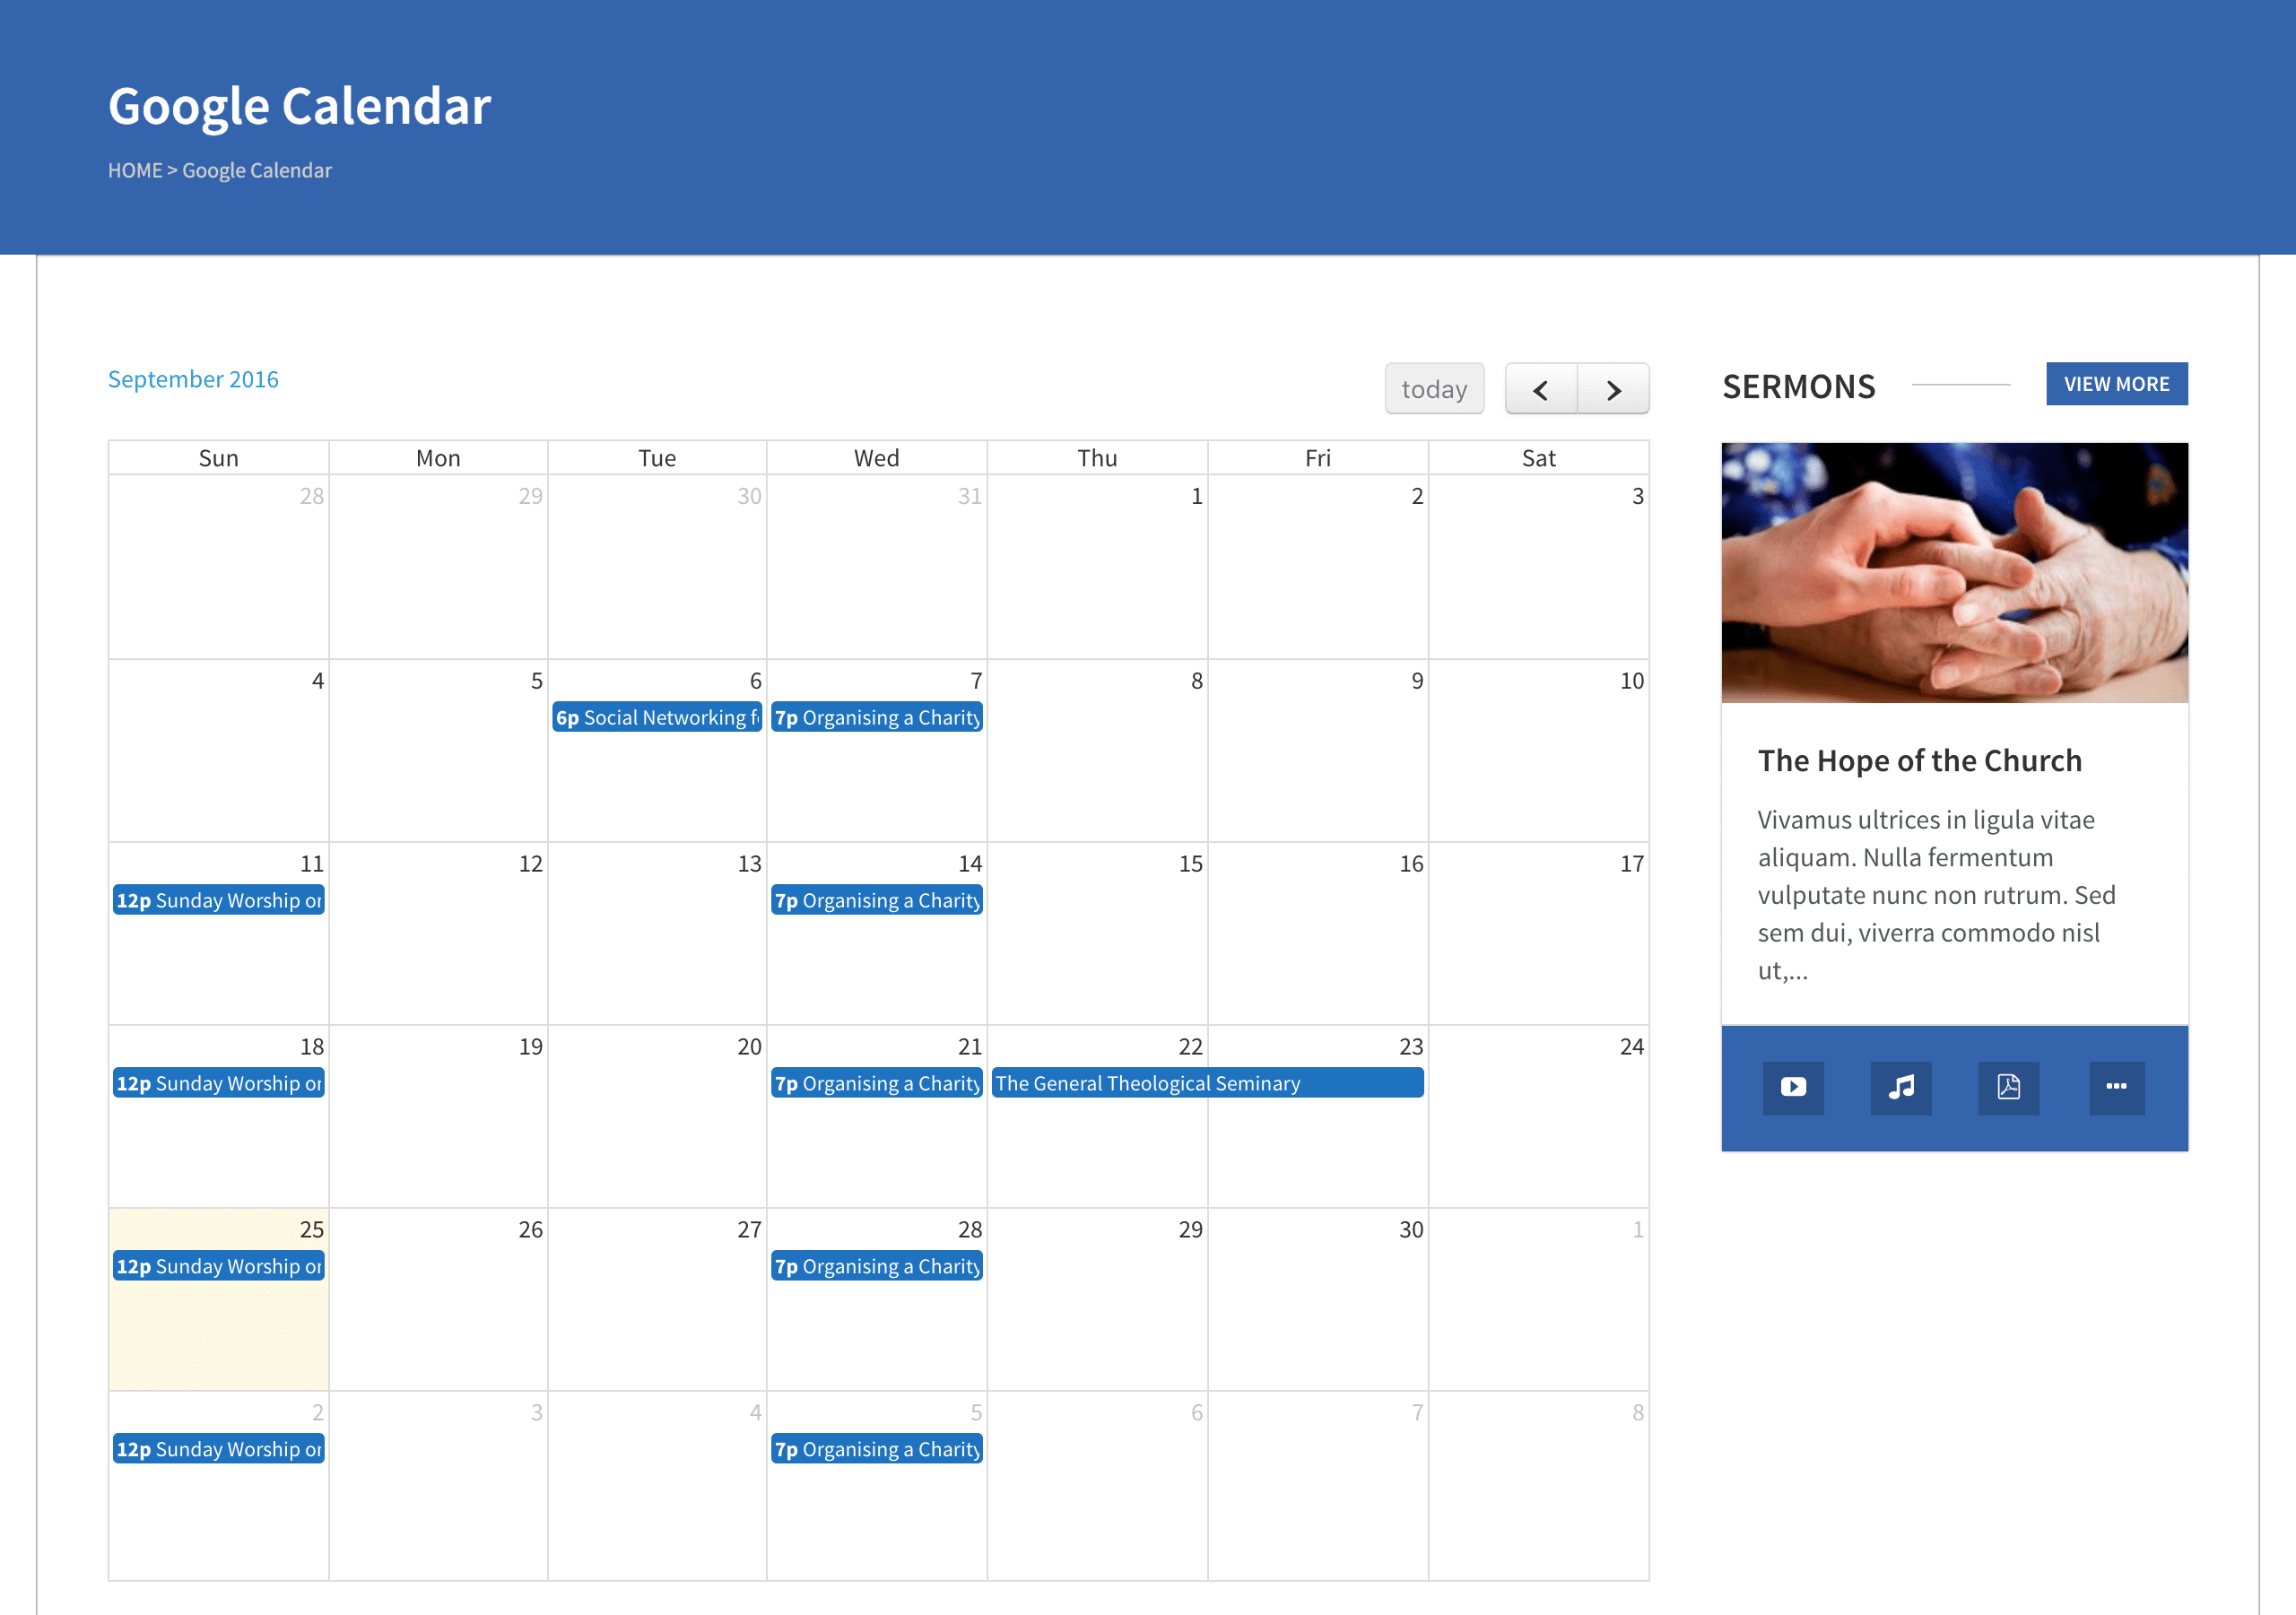 Google Calendar
HOME > Google Calendar
September 2016
today
SERMONS
VIEW MORE
Sun Mon Tue Wed Thu Fri Sat
28 29 30 31 1 2 3
4 5 6 7 8 9 10
6p Social Networking 7p Organising a Charity
11 12 13 14 15 16 17
12p Sunday Worship or 7p Organising a Charity
18 19 20 21 22 23 24
12p Sunday Worship or 7p Organising a Charity The General Theological Seminary
25 26 27 28 29 30 1
12p Sunday Worship or 7p Organising a Charity
2 3 4 5 6 7 8
12p Sunday Worship or 7p Organising a Charity
The Hope of the Church
Vivamus ultrices in ligula vitae
aliquam. Nulla fermentum
vulputate nunc non rutrum. Sed
sem dui, viverra commodo nisl
ut,...